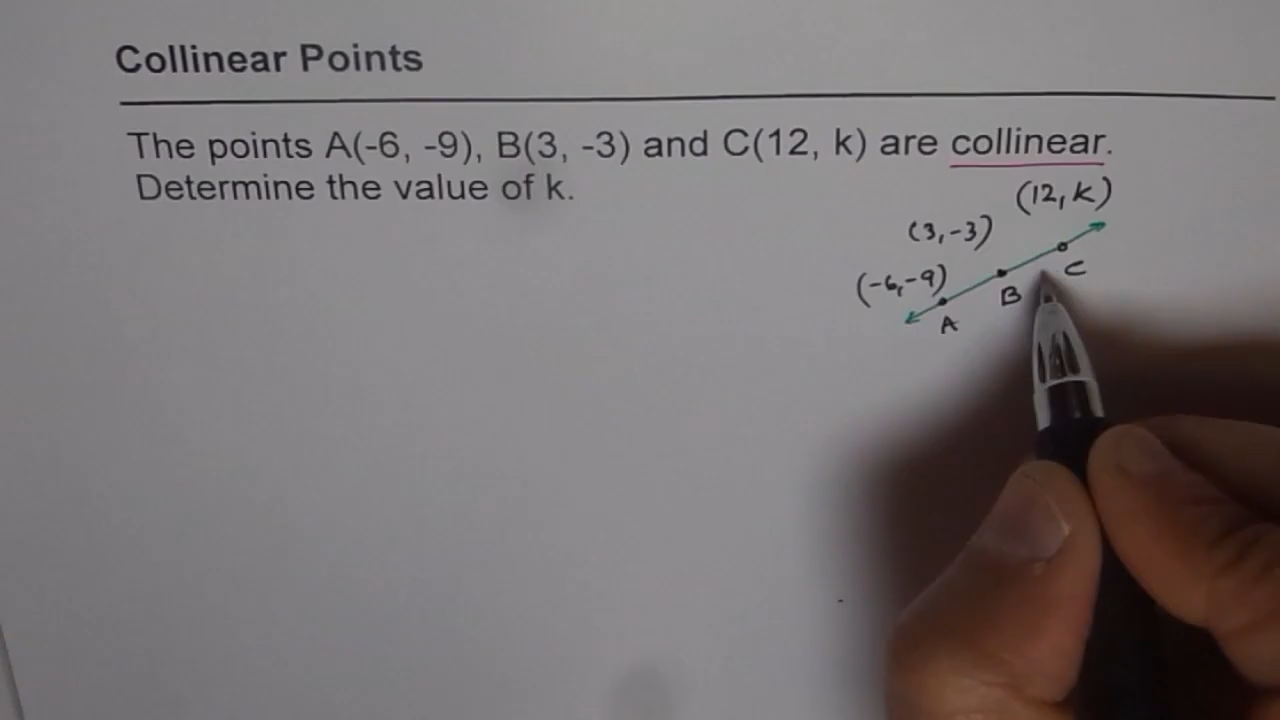 Collinear Points
The points A(-6, -9), B(3, -3) and C(12, k) are collinear.
Determine the value of k.
(12, k)
(3, -3)
(-6, -9)
C
B
A